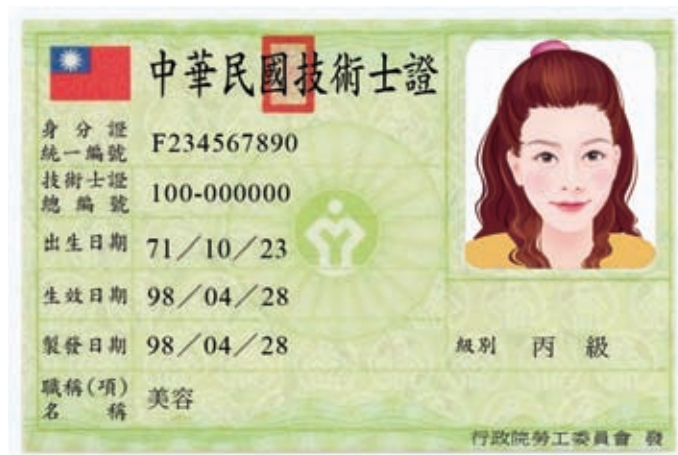 中華民國技術士證
身分證
統一編號 F234567890
技術士證
總編號 100-000000
出生日期 71／10／23
生效日期 98／04／28
製發日期 98／04／28
級別 丙級
職稱(項)
名稱 美容
行政院勞工委員會 發